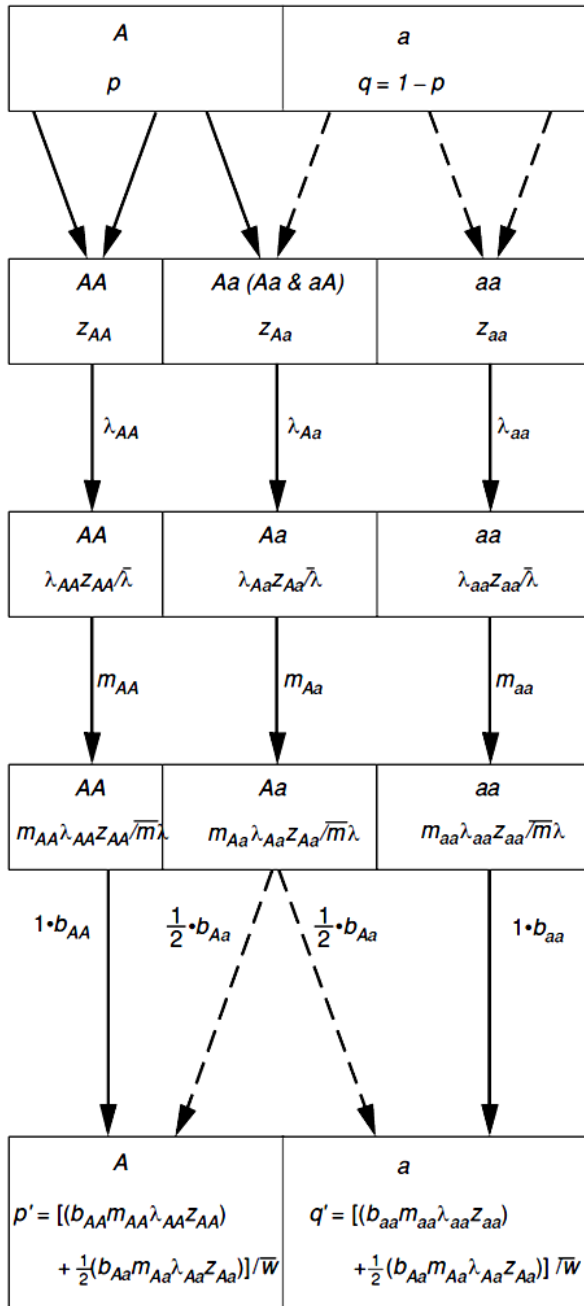 A a
p q = 1 – p
AA Aa (Aa & aA) aa
z_AA z_Aa z_aa
λ_AA λ_Aa λ_aa
AA Aa aa
λ_AA z_AA/λ̄ λ_Aa z_Aa/λ̄ λ_aa z_aa/λ̄
m_AA m_Aa m_aa
AA Aa aa
m_AA λ_AA z_AA/m̅λ̅ m_Aa λ_Aa z_Aa/m̅λ m_aa λ_aa z_aa/m̅λ
1•b_AA ½•b_Aa ½•b_Aa 1•b_aa
A a
p' = [(b_AA m_AA λ_AA z_AA) q' = [(b_aa m_aa λ_aa z_aa)
+ ½(b_Aa m_Aa λ_Aa z_Aa)]/w̅ + ½(b_Aa m_Aa λ_Aa z_Aa)]/w̅